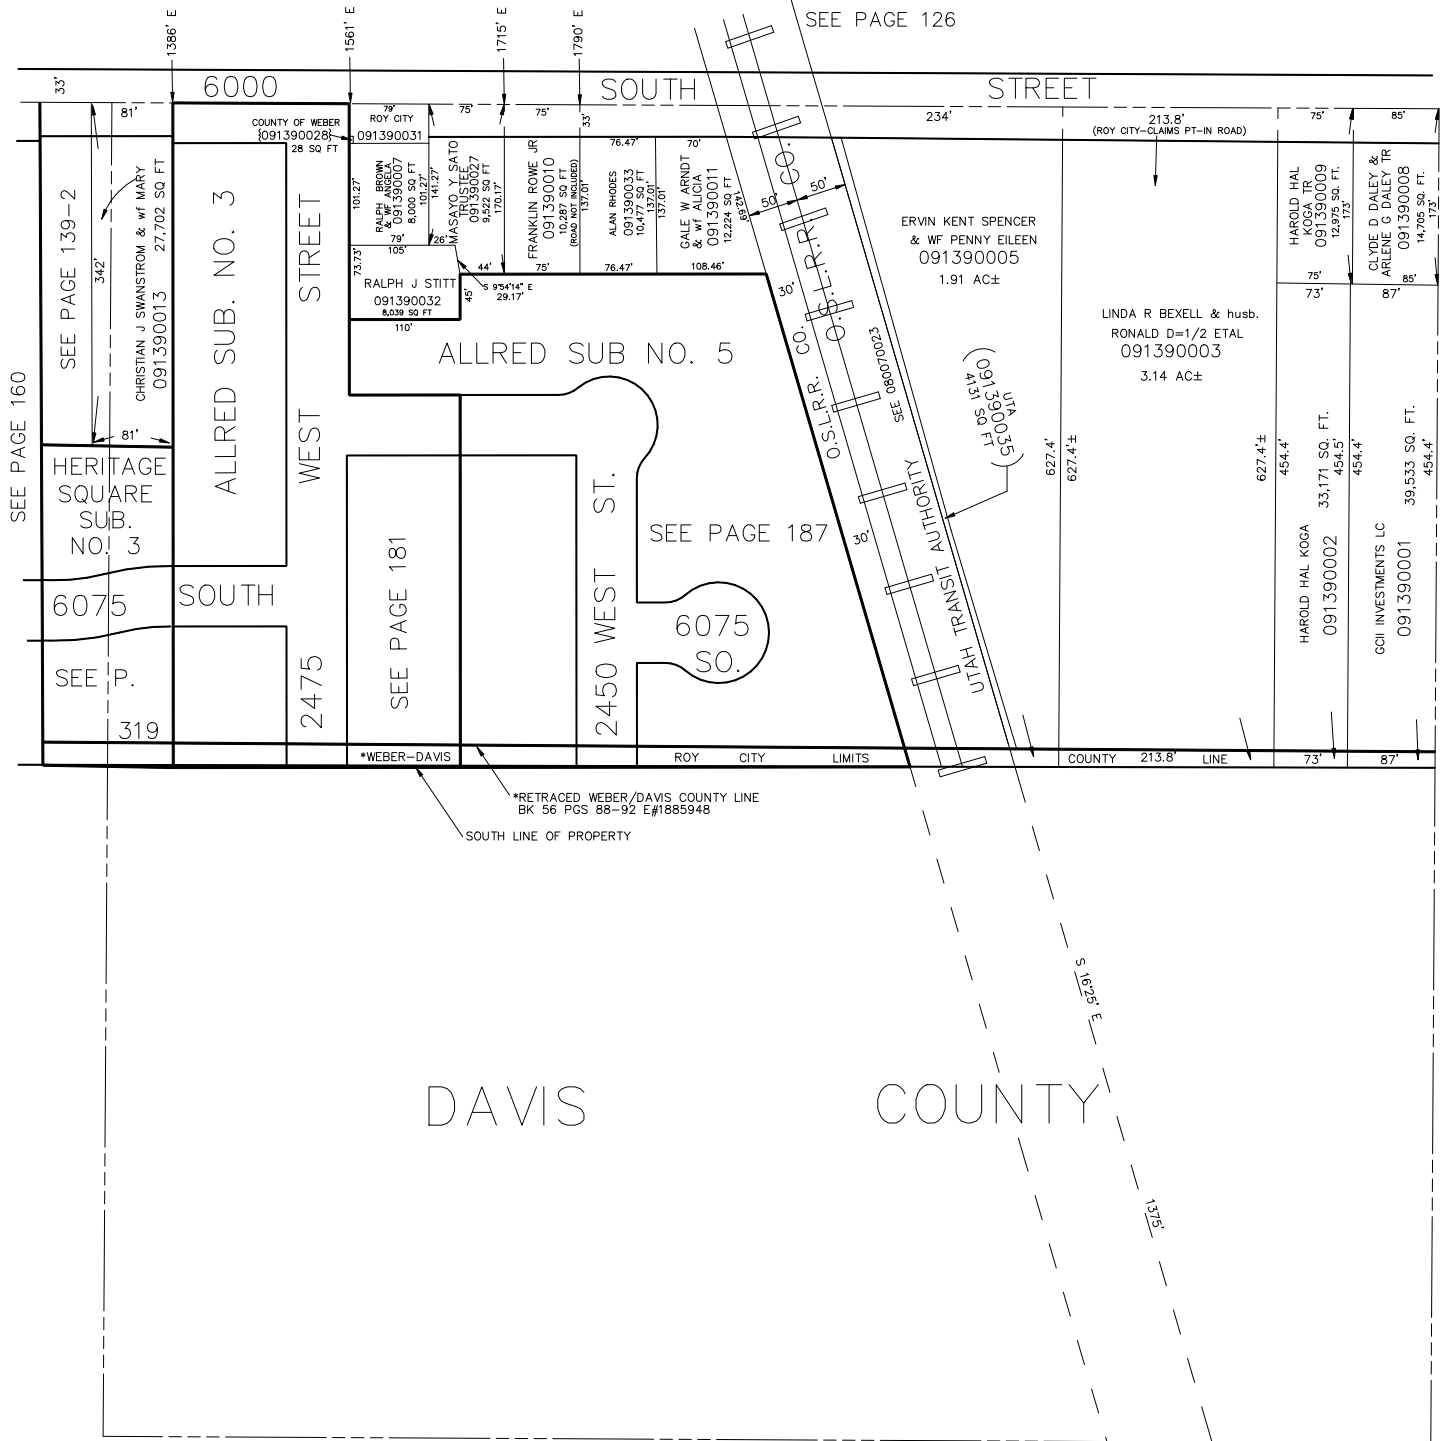 SEE PAGE 126
1386' E
1561' E
1715' E
1790' E
6000 SOUTH STREET
33'
81'
79'
ROY CITY
091390031
COUNTY OF WEBER
{091390028}
28 SQ FT
75'
75'
33'
234'
213.8'
(ROY CITY-CLAIMS PT-IN ROAD)
75'
85'
SEE PAGE 160
SEE PAGE 139-2
342'
CHRISTIAN J SWANSTROM & wf MARY
091390013 27,702 SQ FT
81'
ALLRED SUB. NO. 3
2475 WEST STREET
101.27'
RALPH BROWN
& WF ANGELA
091390007
8,000 SQ FT
101.27'
141.27'
79'
105'
26'
MASAYO Y SATO
TRUSTEE
091390027
9,522 SQ FT
170.17'
44'
FRANKLIN ROWE JR
091390010
10,287 SQ FT
(ROAD NOT INCLUDED)
137.01'
75'
76.47'
ALAN RHODES
091390033
10,477 SQ FT
137.01'
137.01'
76.47'
70'
GALE W ARNDT
& wf ALICIA
091390011
12,224 SQ FT
142.69
108.46'
73.73'
RALPH J STITT
091390032
8,039 SQ FT
110'
45'
S 9°54'14" E
29.17'
50'
50'
O.S.L.R.R. CO.
O.S.L.R.R. CO.
30'
30'
SEE 080070023
UTAH TRANSIT AUTHORITY
ERVIN KENT SPENCER
& WF PENNY EILEEN
091390005
1.91 AC±
UTA
(091390035)
4131 SQ FT
627.4'
627.4'±
LINDA R BEXELL & husb.
RONALD D=1/2 ETAL
091390003
3.14 AC±
627.4'±
HAROLD HAL
KOGA TR
091390009
12,975 SQ. FT.
173'
75'
73'
CLYDE D DALEY &
ARLENE G DALEY TR
091390008
14,705 SQ. FT.
173'
85'
87'
454.4'
HAROLD HAL KOGA
091390002
33,171 SQ. FT.
454.5'
454.4'
GCII INVESTMENTS LC
091390001
39,533 SQ. FT.
454.4'
ALLRED SUB NO. 5
HERITAGE
SQUARE
SUB.
NO. 3
6075 SOUTH
SEE P.
319
SEE PAGE 181
2450 WEST ST.
SEE PAGE 187
6075
SO.
*WEBER-DAVIS
ROY CITY LIMITS
COUNTY 213.8' LINE
73'
87'
*RETRACED WEBER/DAVIS COUNTY LINE
BK 56 PGS 88-92 E#1885948
SOUTH LINE OF PROPERTY
S 16°25' E
DAVIS COUNTY
1375'